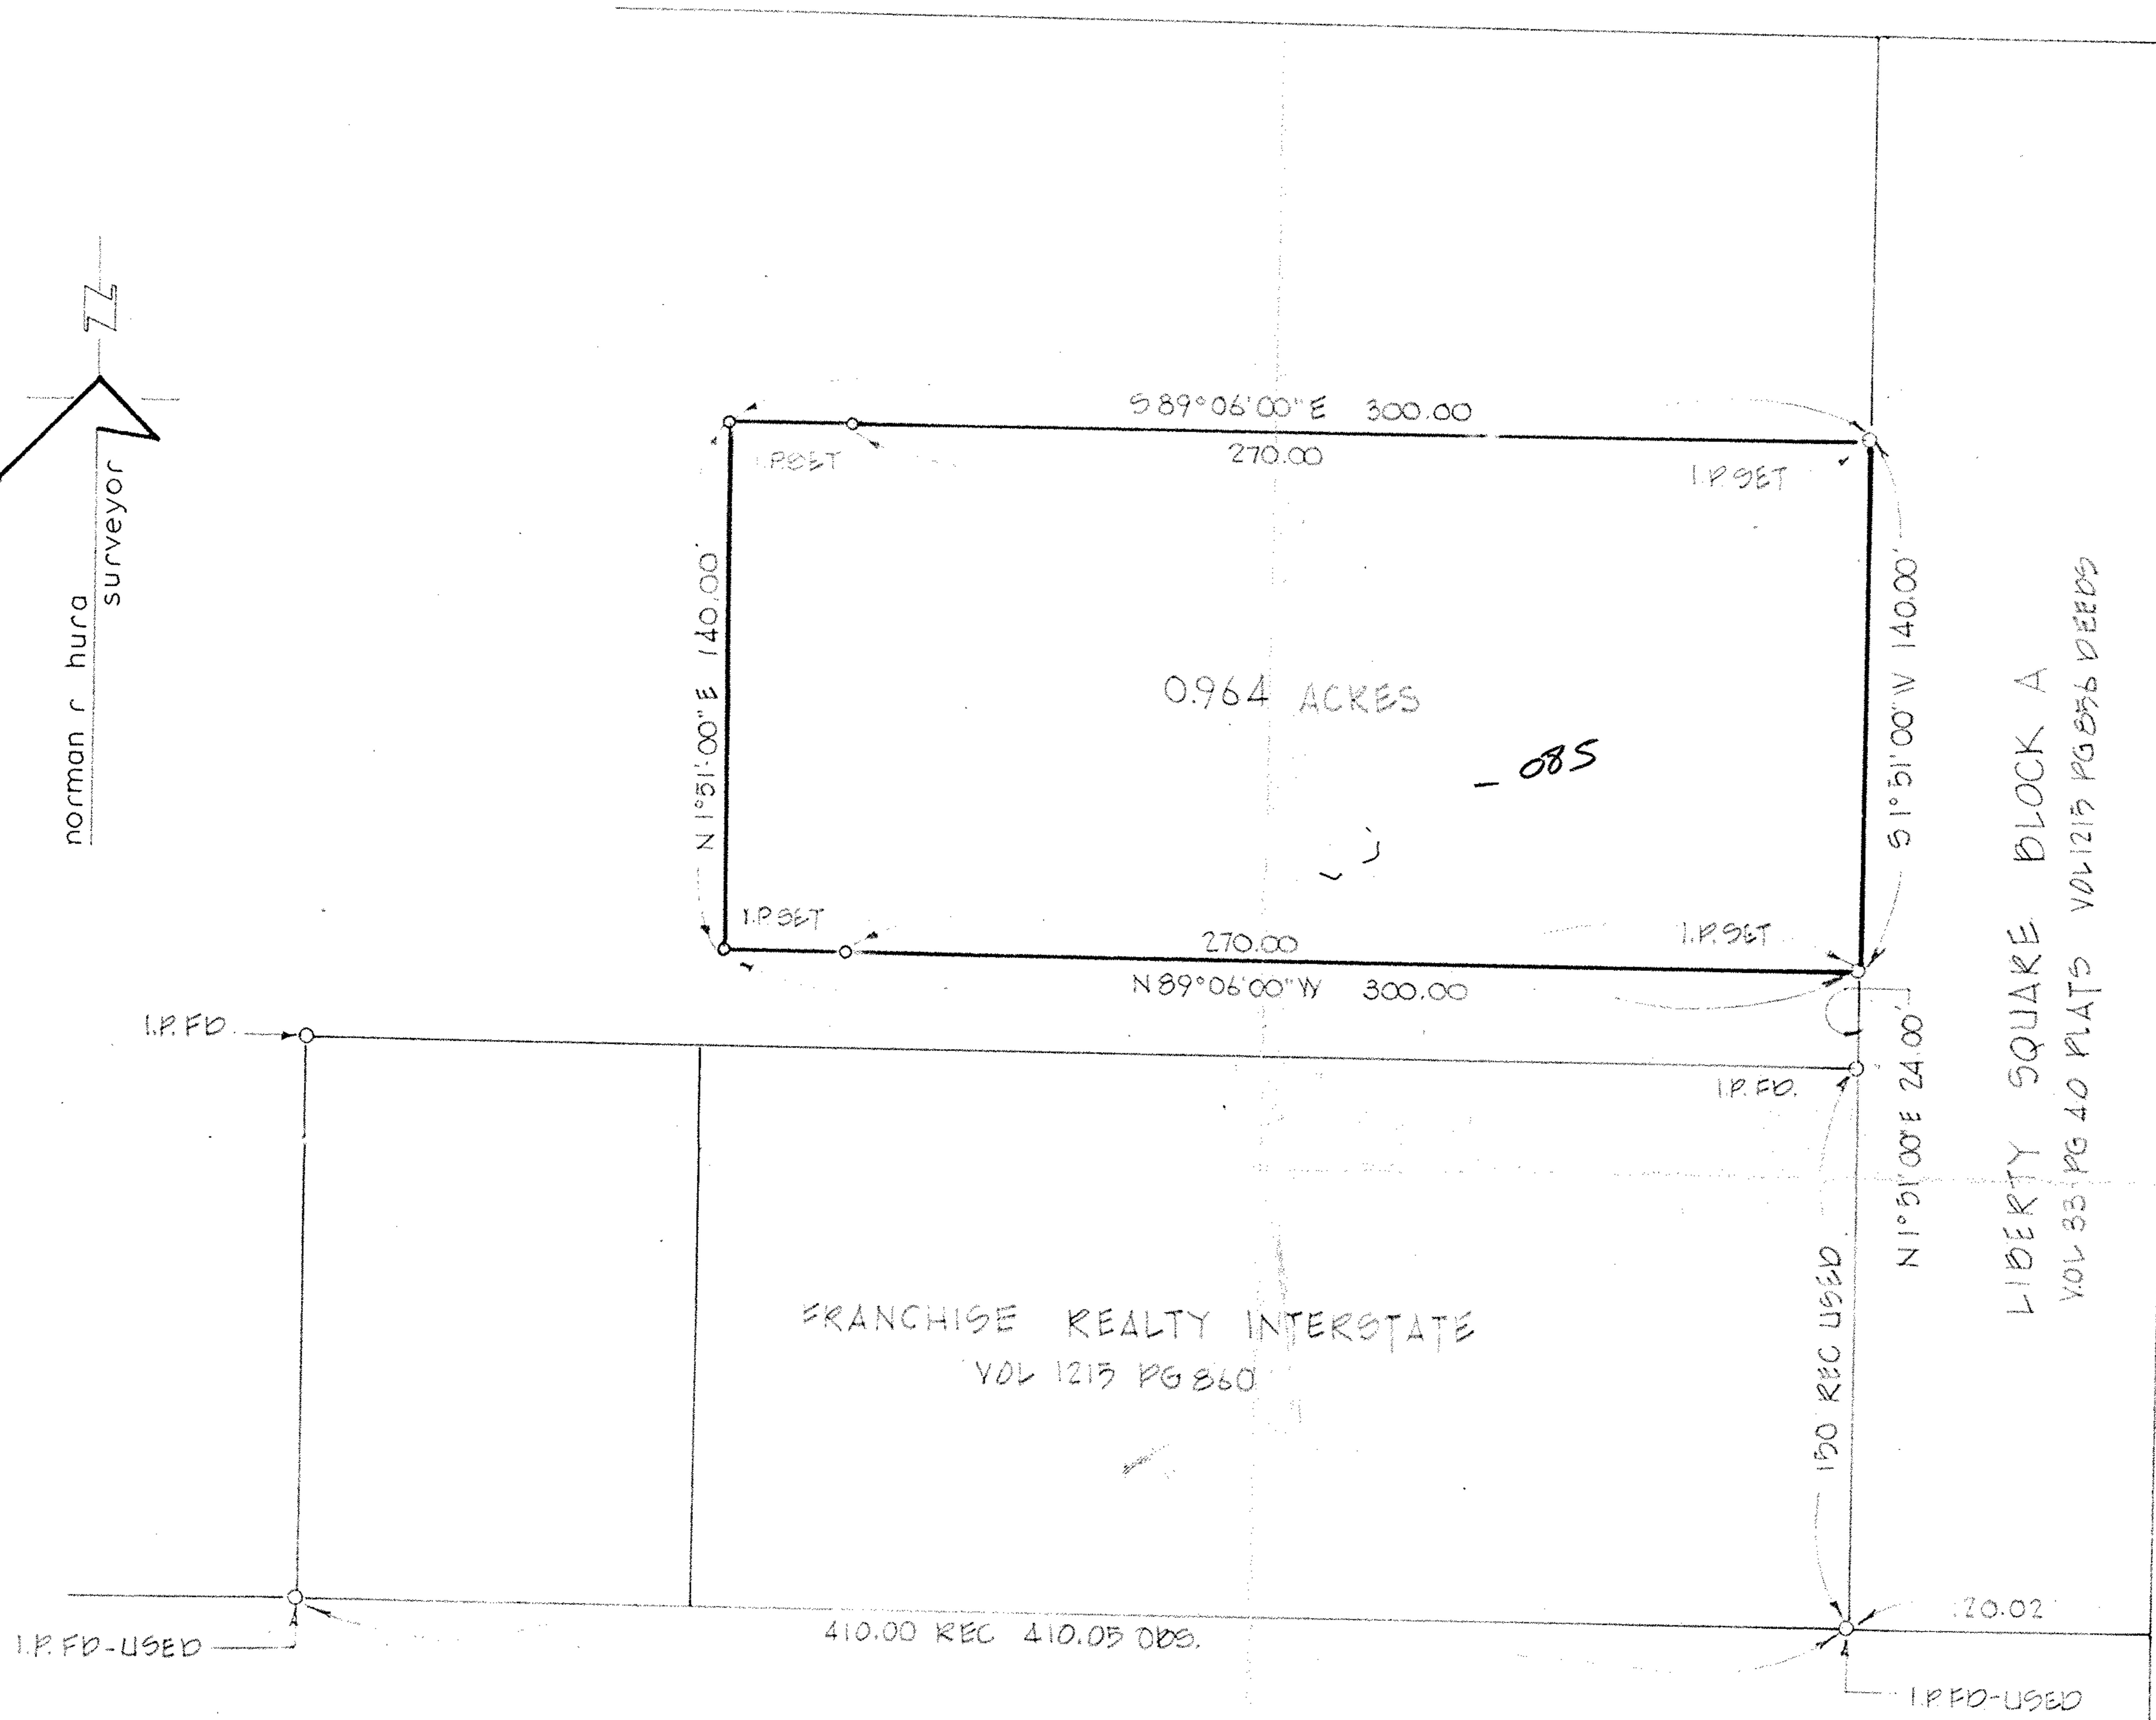 N
norman r hura
surveyor
S 89°06'00" E 300.00
270.00
I.P. SET
I.P. SET
N 1°51'-00" E 140.00'
S 1°51'00" W 140.00'
0.964 ACRES
- 085
I.P. SET
I.P. SET
270.00
N 89°06'00" W 300.00
I.P. FD.
I.P. FD.
N 1°51'00" E 24.00'
LIBERTY SQUARE BLOCK A
VOL 33 PG 40 PLATS VOL 1215 PG 856 DEEDS
FRANCHISE REALTY INTERSTATE
VOL 1215 PG 860
150 REC USED
410.00 REC 410.05 OBS.
120.02
I.P. FD-USED
I.P. FD-USED